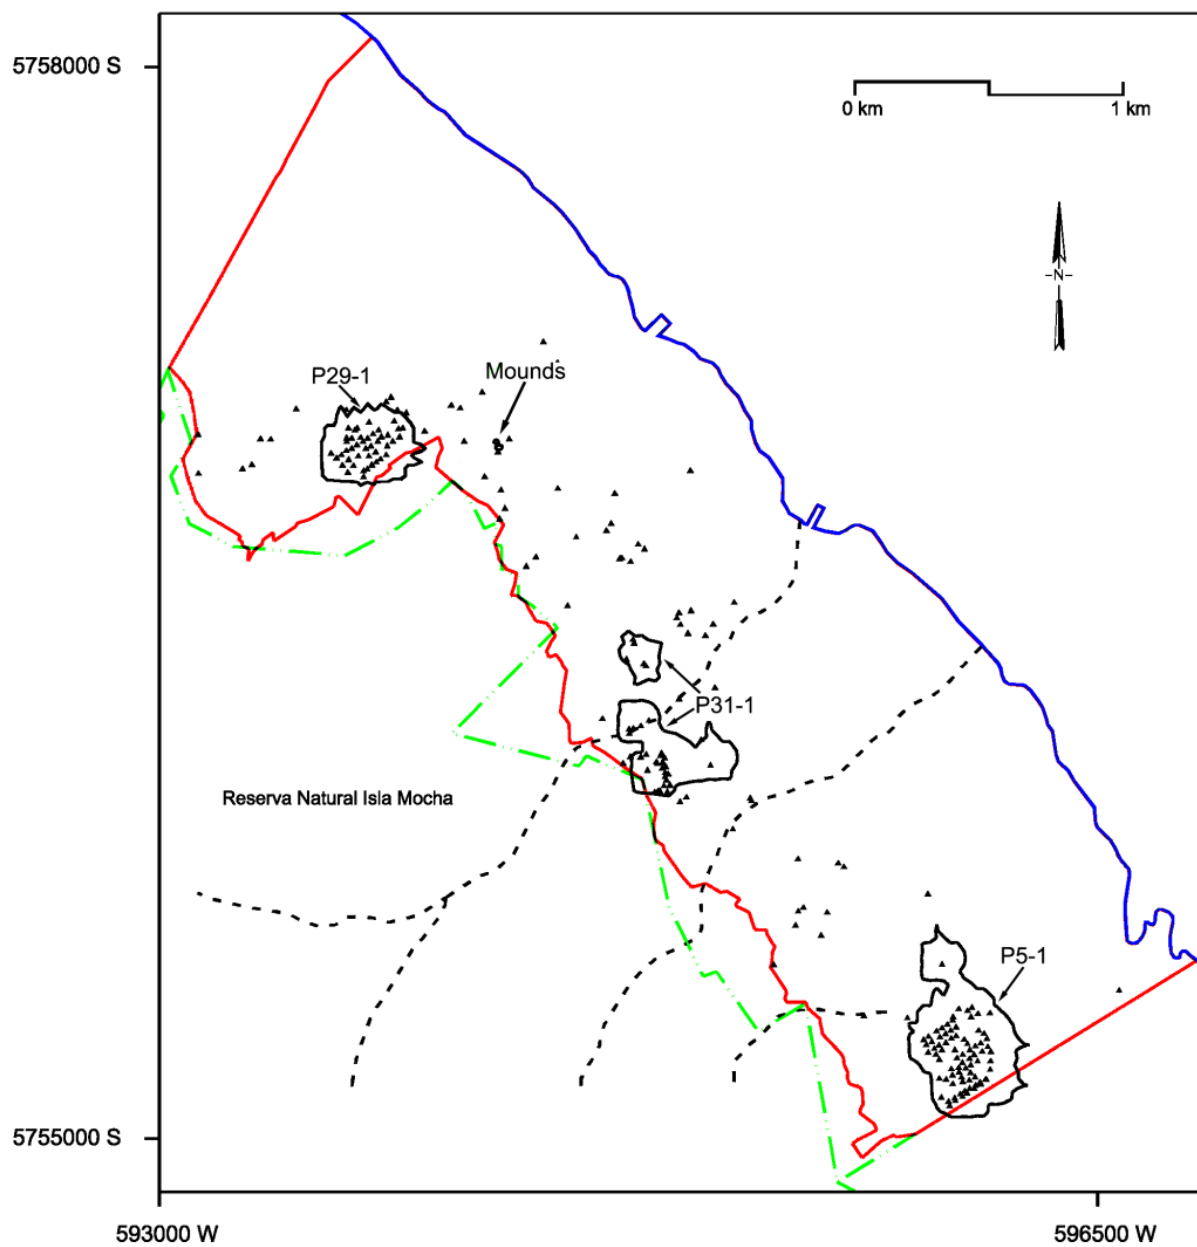 5758000 S
0 km
1 km
-N-
Mounds
P29-1
P31-1
Reserva Natural Isla Mocha
P5-1
5755000 S
593000 W
596500 W